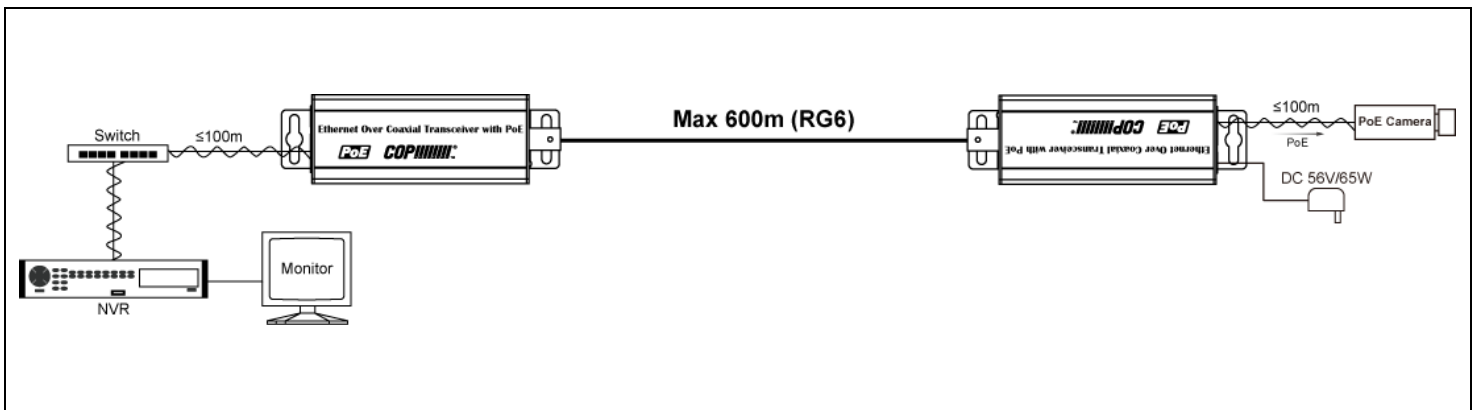 Switch
≤100m
Ethernet Over Coaxial Transceiver with PoE
PoE COP
Max 600m (RG6)
Ethernet Over Coaxial Transceiver with PoE
PoE COP
≤100m
PoE
PoE Camera
DC 56V/65W
NVR
Monitor